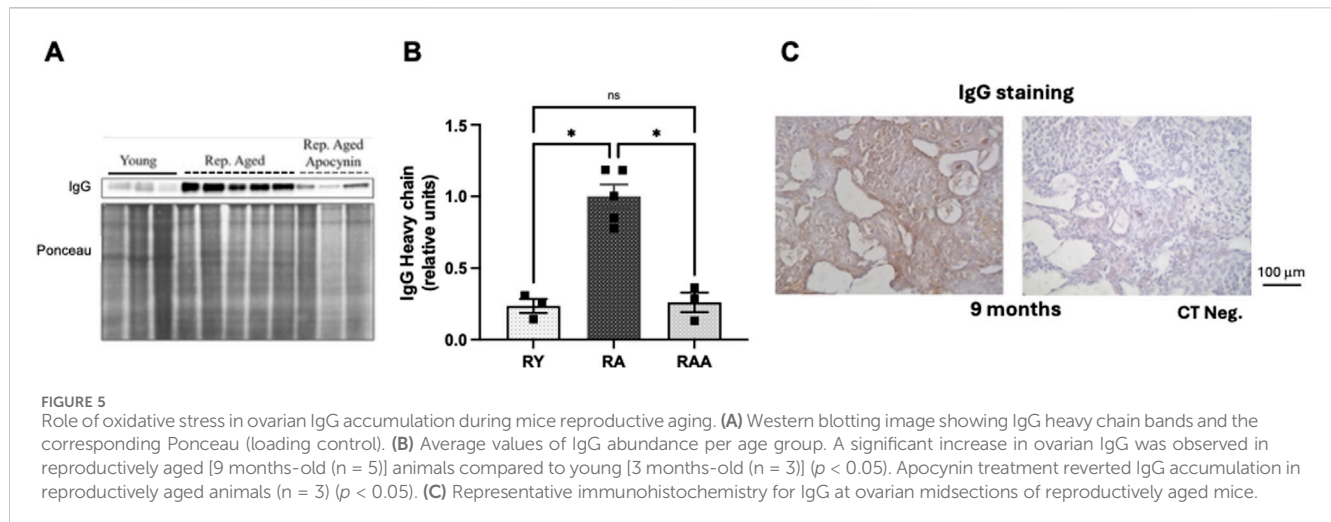 A
Young
Rep. Aged
Rep. Aged
Apocynin
IgG
Ponceau
B
ns
*
*
IgG Heavy chain
(relative units)
1.5
1.0
0.5
0.0
RY
RA
RAA
C
IgG staining
9 months
CT Neg.
100 μm
FIGURE 5
Role of oxidative stress in ovarian IgG accumulation during mice reproductive aging. (A) Western blotting image showing IgG heavy chain bands and the
corresponding Ponceau (loading control). (B) Average values of IgG abundance per age group. A significant increase in ovarian IgG was observed in
reproductively aged [9 months-old (n = 5)] animals compared to young [3 months-old (n = 3)] (p < 0.05). Apocynin treatment reverted IgG accumulation in
reproductively aged animals (n = 3) (p < 0.05). (C) Representative immunohistochemistry for IgG at ovarian midsections of reproductively aged mice.